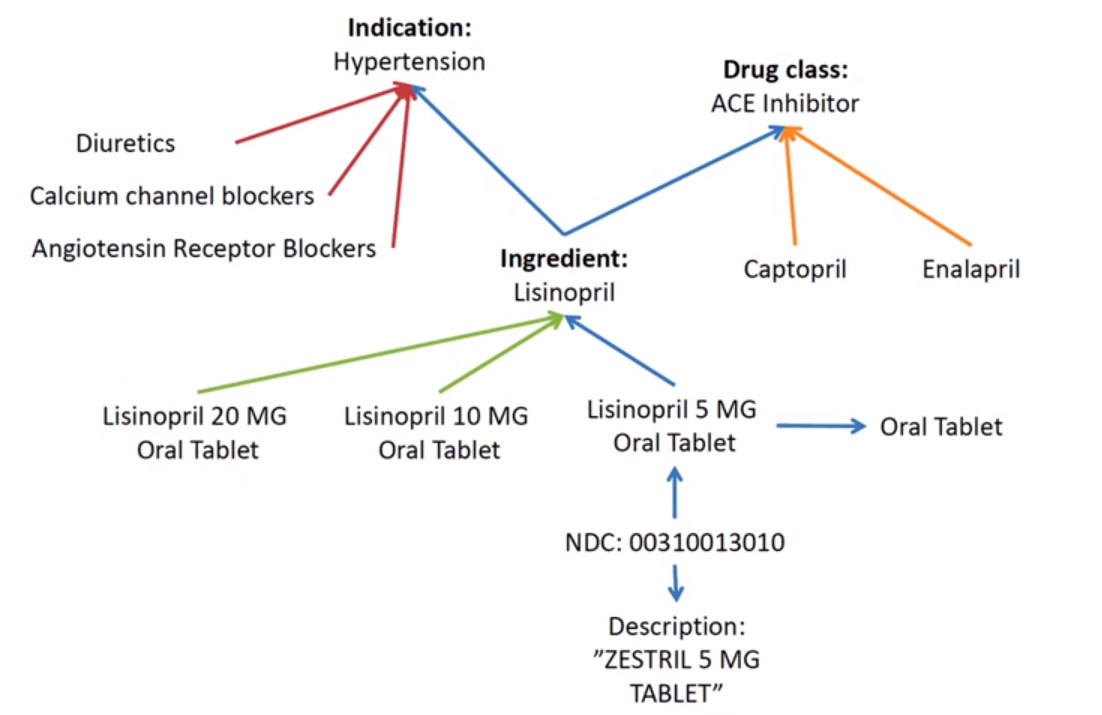 Indication:
Hypertension
Drug class:
ACE Inhibitor
Diuretics
Calcium channel blockers
Angiotensin Receptor Blockers
Ingredient:
Lisinopril
Captopril
Enalapril
Lisinopril 20 MG
Oral Tablet
Lisinopril 10 MG
Oral Tablet
Lisinopril 5 MG
Oral Tablet
Oral Tablet
NDC: 00310013010
Description:
”ZESTRIL 5 MG
TABLET”